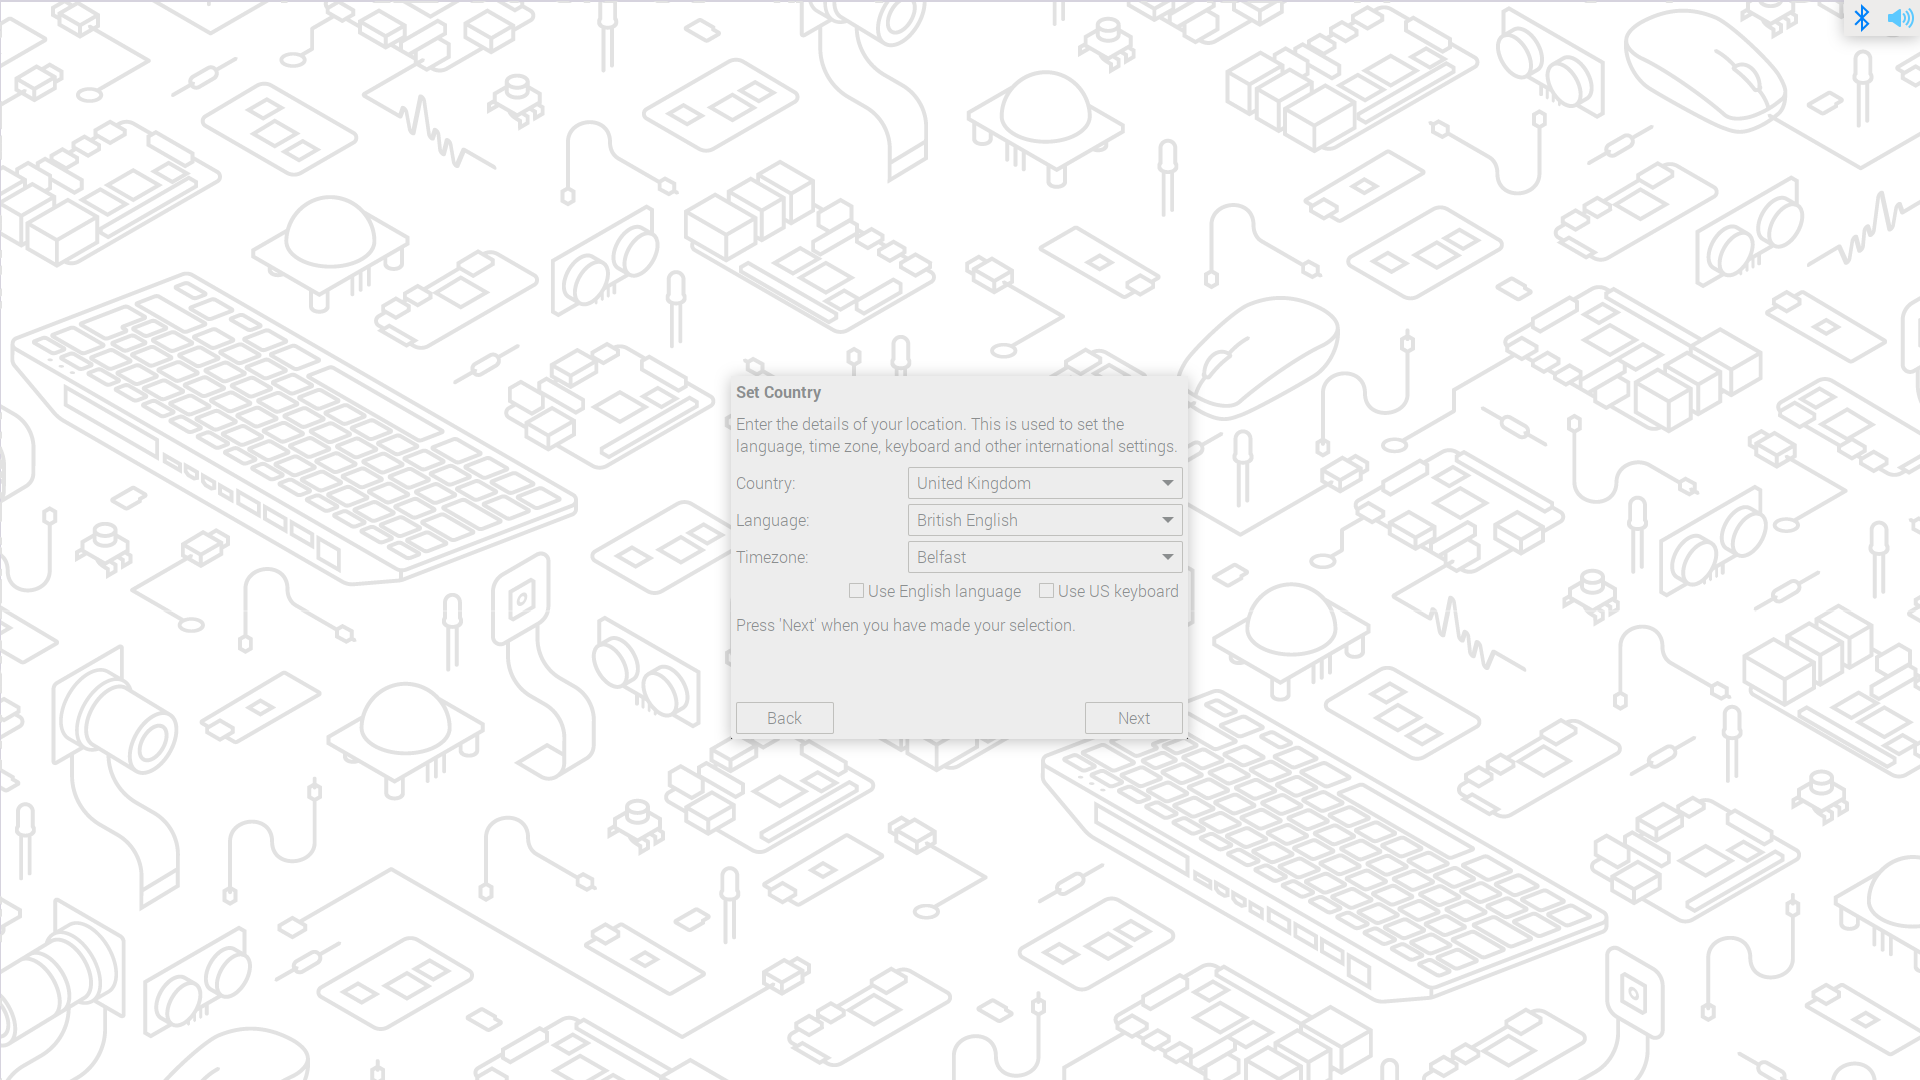 Set Country
Enter the details of your location. This is used to set the
language, time zone, keyboard and other international settings.
Country: United Kingdom
Language: British English
Timezone: Belfast
Use English language Use US keyboard
Press 'Next' when you have made your selection.
Back Next